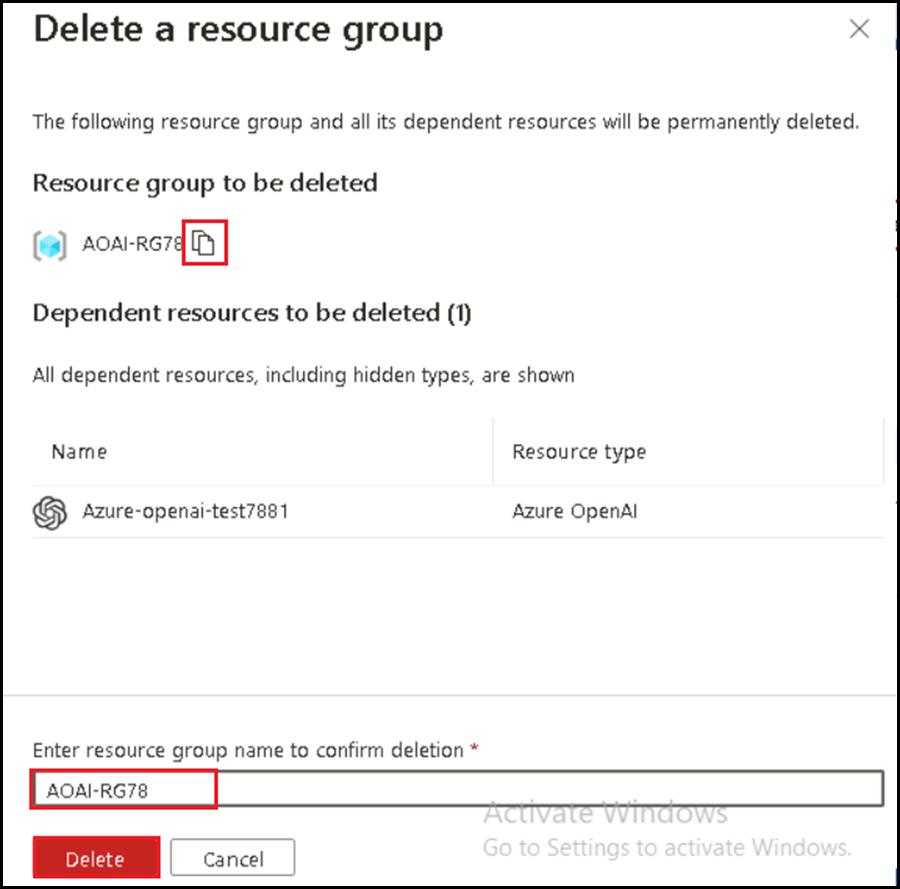 Delete a resource group
The following resource group and all its dependent resources will be permanently deleted.
Resource group to be deleted
AOAI-RG78
Dependent resources to be deleted (1)
All dependent resources, including hidden types, are shown
Name Resource type
Azure-openai-test7881 Azure OpenAI
Enter resource group name to confirm deletion *
AOAI-RG78
Activate Windows
Go to Settings to activate Windows.
Delete Cancel